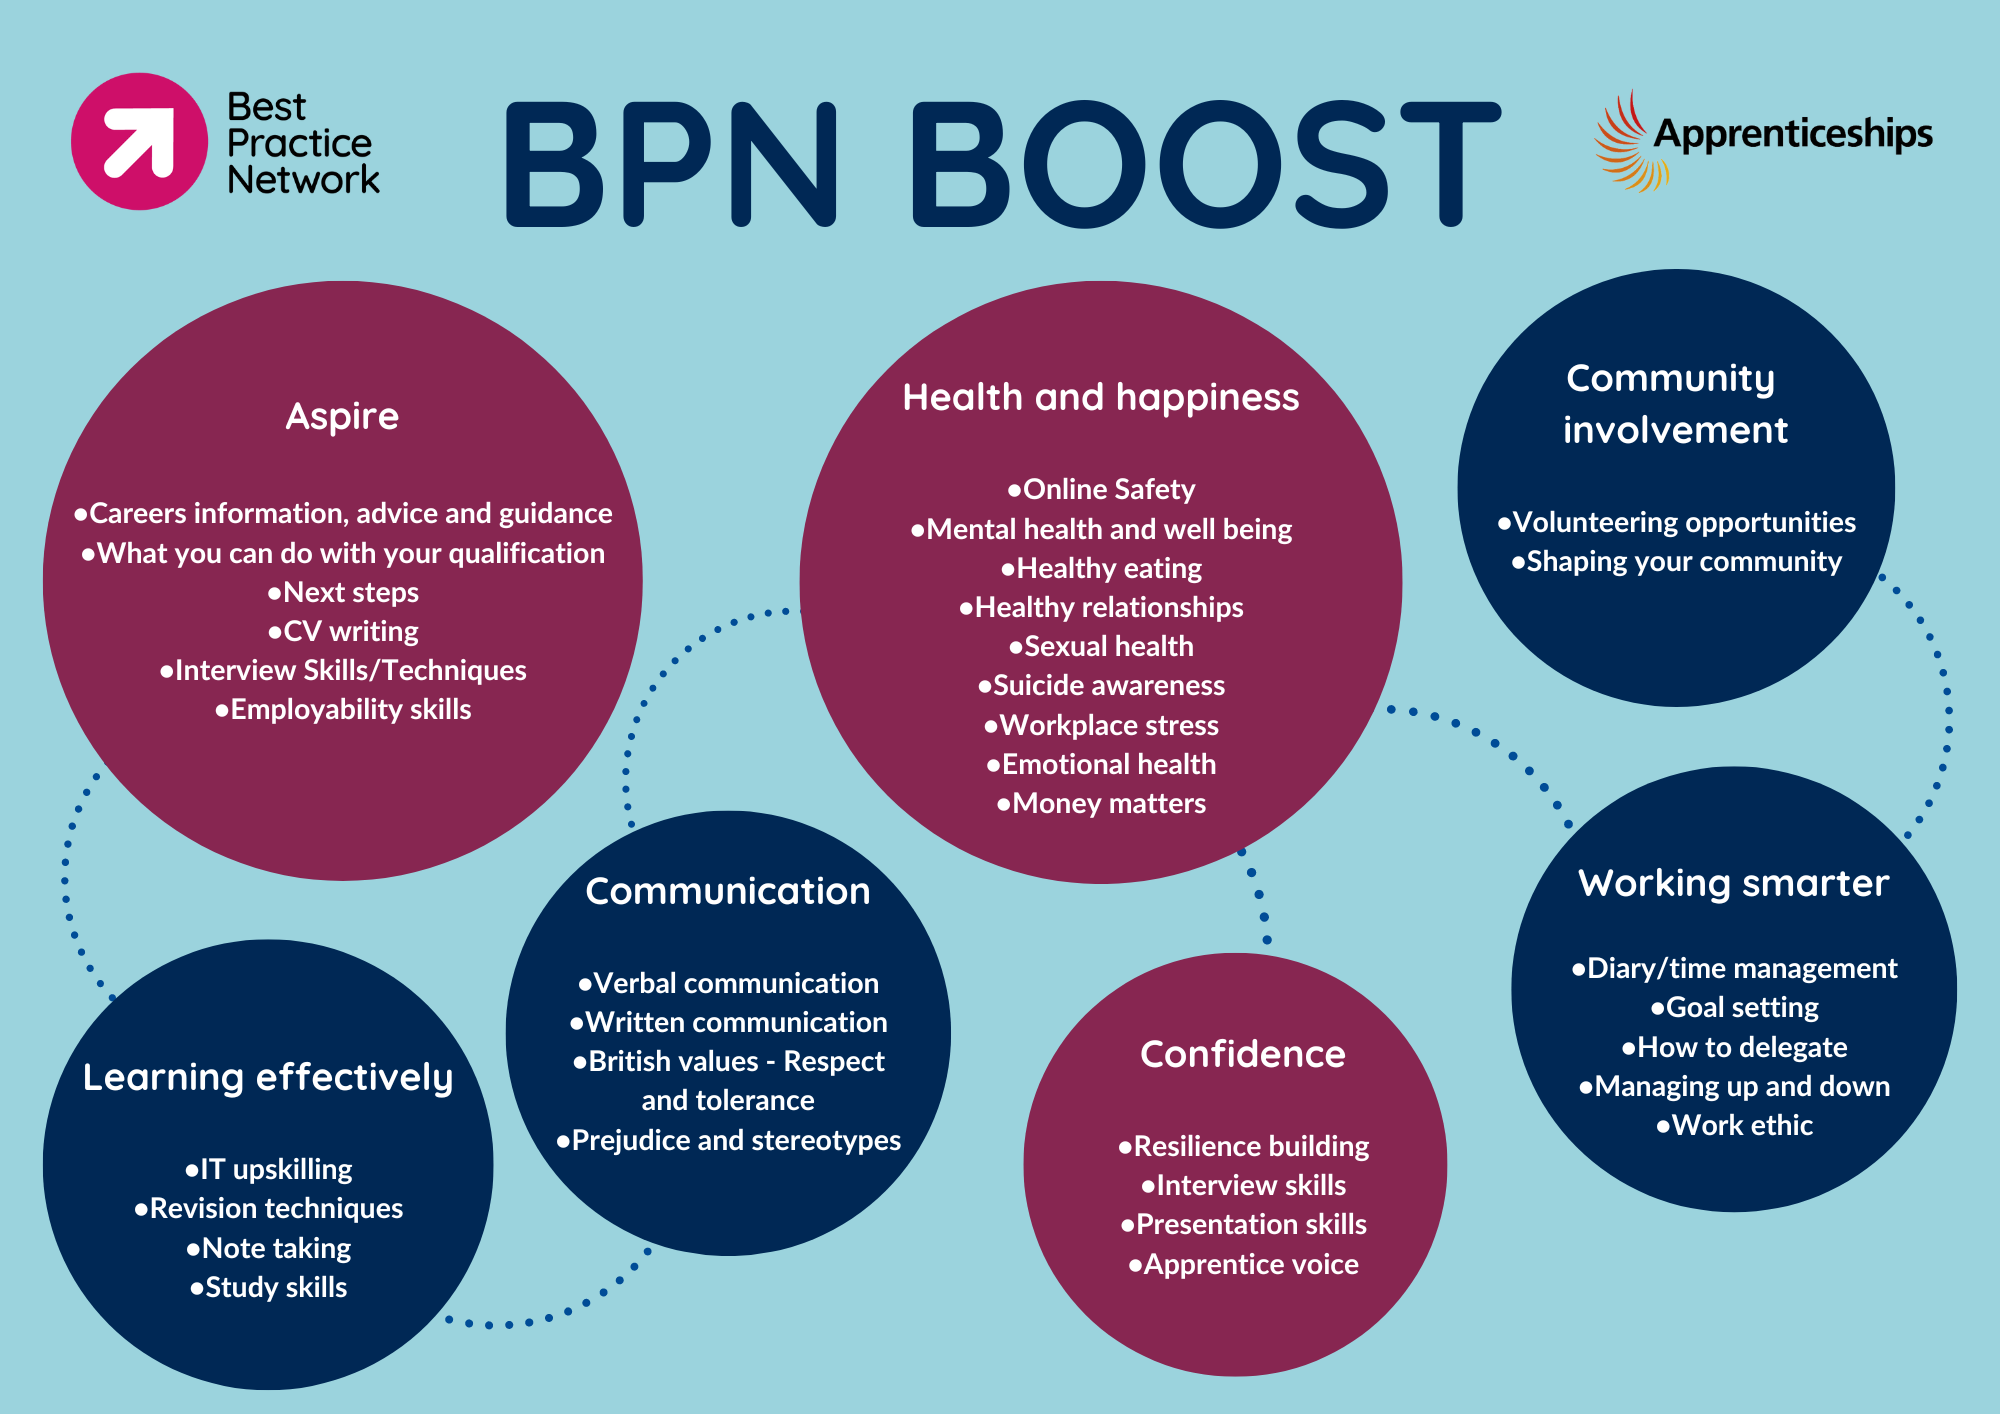 Best
Practice
Network
BPN BOOST
Apprenticeships
Aspire
●Careers information, advice and guidance
●What you can do with your qualification
●Next steps
●CV writing
●Interview Skills/Techniques
●Employability skills
Health and happiness
●Online Safety
●Mental health and well being
●Healthy eating
●Healthy relationships
●Sexual health
●Suicide awareness
●Workplace stress
●Emotional health
●Money matters
Community
involvement
●Volunteering opportunities
●Shaping your community
Learning effectively
●IT upskilling
●Revision techniques
●Note taking
●Study skills
Communication
●Verbal communication
●Written communication
●British values - Respect
and tolerance
●Prejudice and stereotypes
Confidence
●Resilience building
●Interview skills
●Presentation skills
●Apprentice voice
Working smarter
●Diary/time management
●Goal setting
●How to delegate
●Managing up and down
●Work ethic